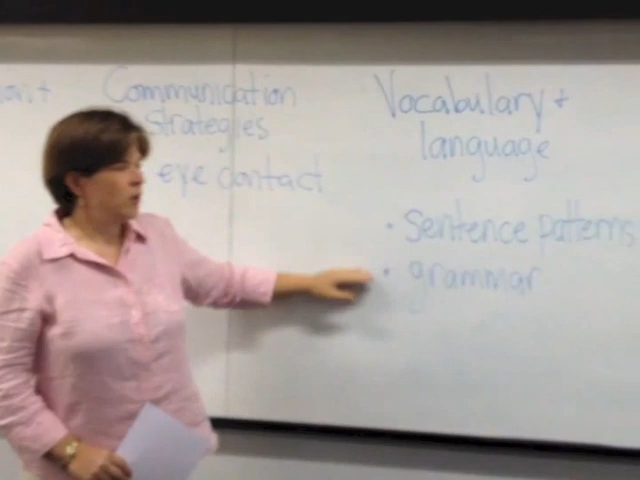 Communication
Strategies
eye contact
Vocabulary +
language
• Sentence patterns
• grammar